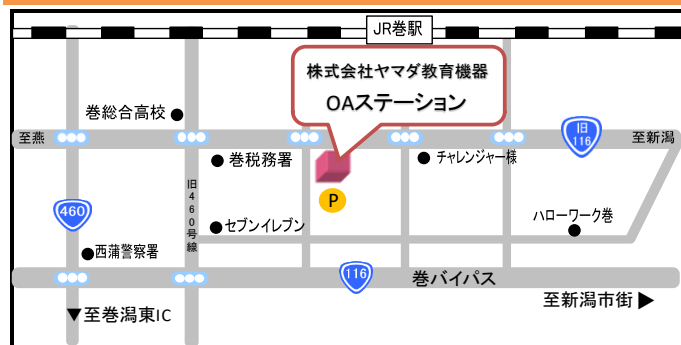 JR巻駅
株式会社ヤマダ教育機器
OAステーション
巻総合高校
至燕
旧
116
至新潟
巻税務署
チャレンジャー様
旧460号線
P
460
セブンイレブン
ハローワーク巻
西蒲警察署
116
巻バイパス
至新潟市街▶
▼至巻潟東IC